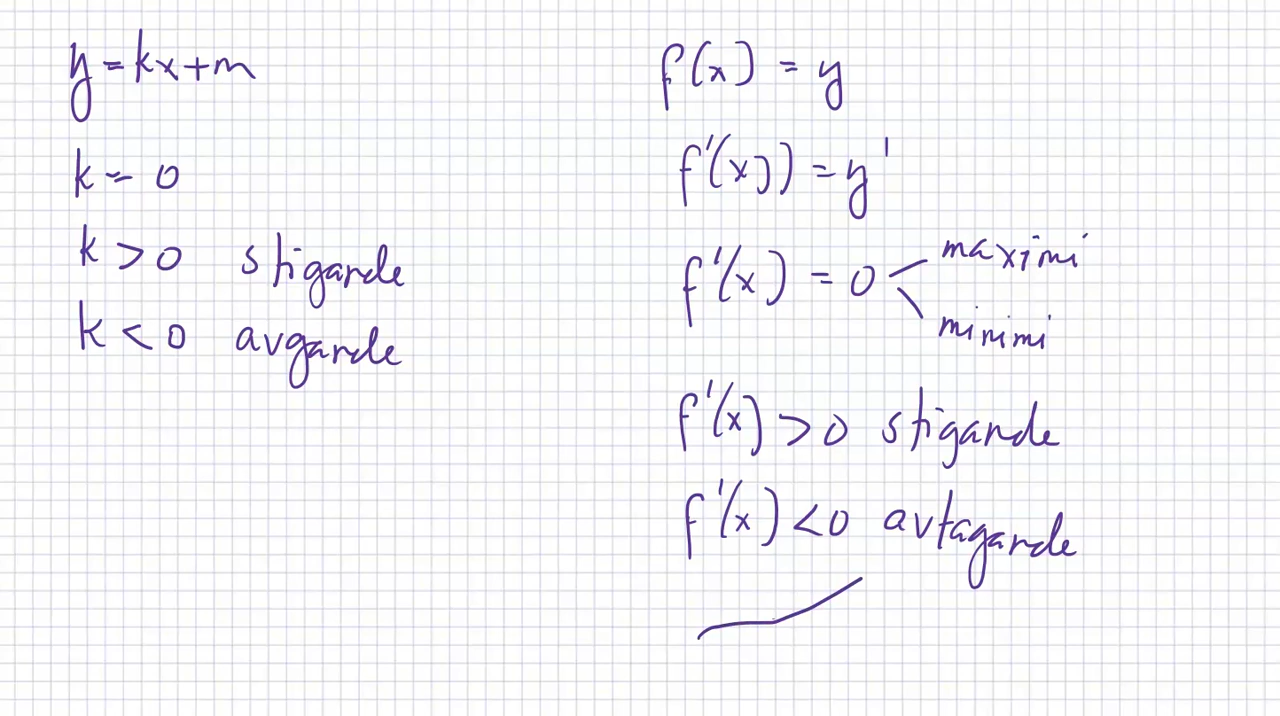 y = kx + m
k = 0
k > 0 stigande
k < 0 avgande
f(x) = y
f'(x)) = y'
f'(x) = 0
maximi
minimi
f'(x) > 0 stigande
f'(x) < 0 avtagande